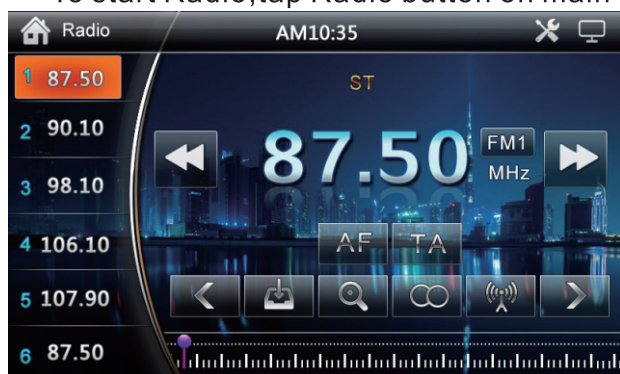 To start Radio,tap Radio button on main
Radio
AM10:35
1 87.50
2 90.10
3 98.10
4 106.10
5 107.90
6 87.50
ST
87.50
FM1
MHz
AF
TA